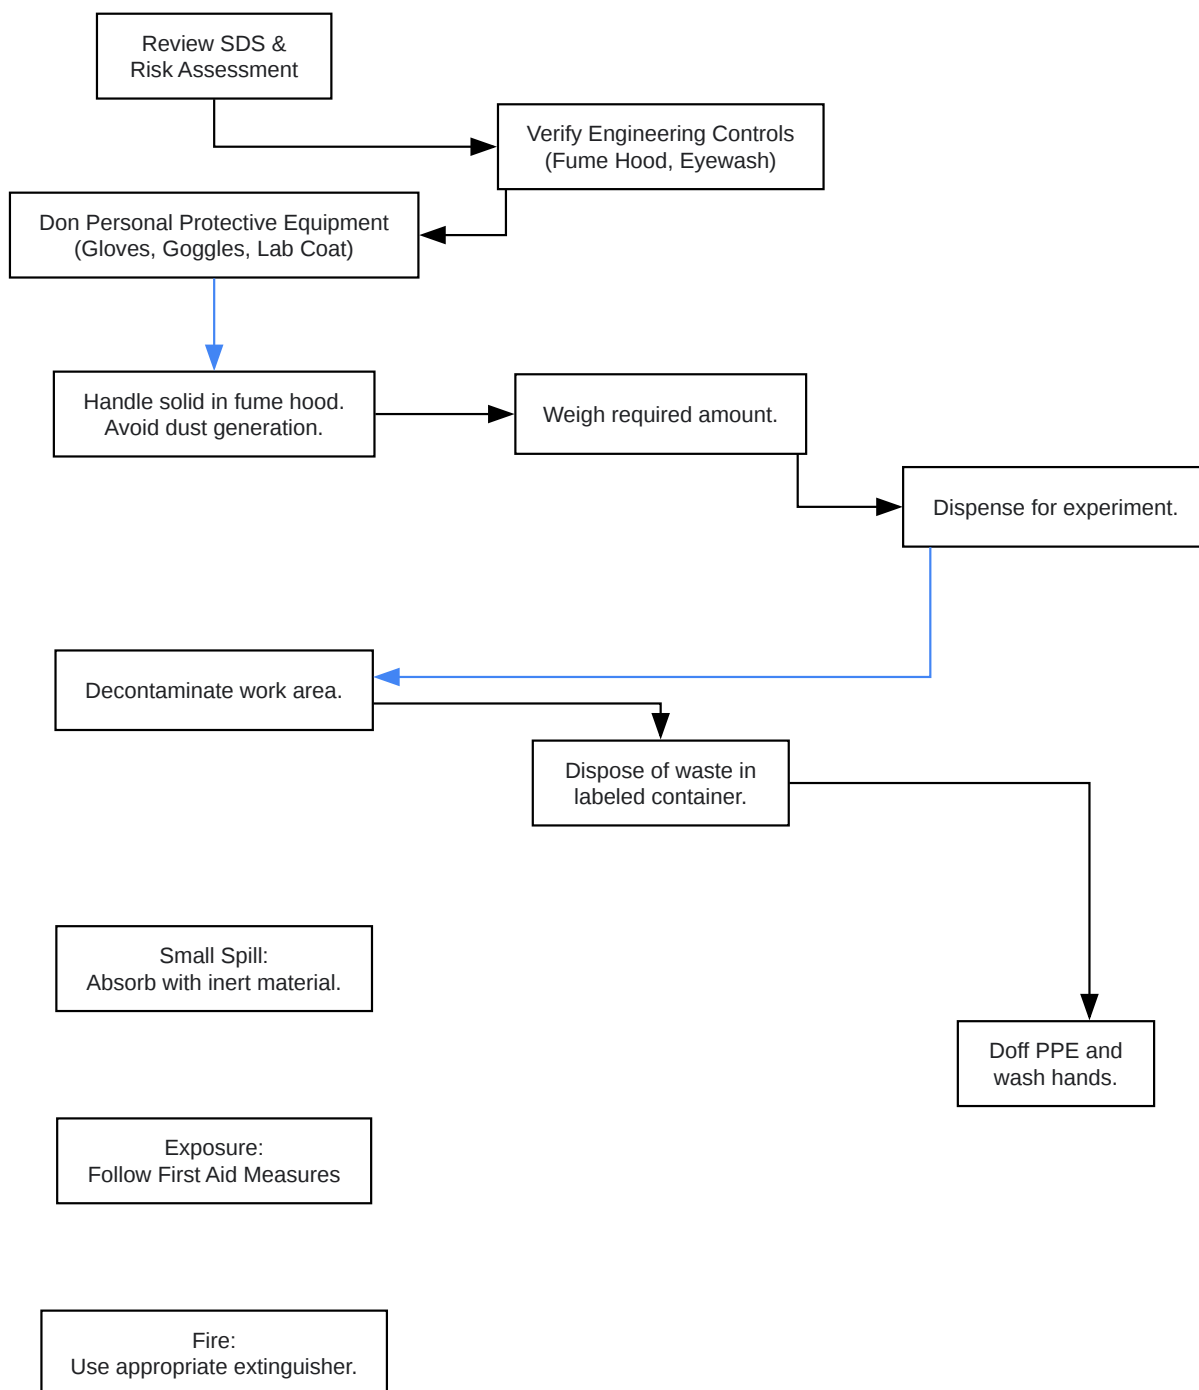 Review SDS &
Risk Assessment
Verify Engineering Controls
(Fume Hood, Eyewash)
Don Personal Protective Equipment
(Gloves, Goggles, Lab Coat)
Handle solid in fume hood.
Avoid dust generation.
Weigh required amount.
Dispense for experiment.
Decontaminate work area.
Dispose of waste in
labeled container.
Small Spill:
Absorb with inert material.
Doff PPE and
wash hands.
Exposure:
Follow First Aid Measures
Fire:
Use appropriate extinguisher.